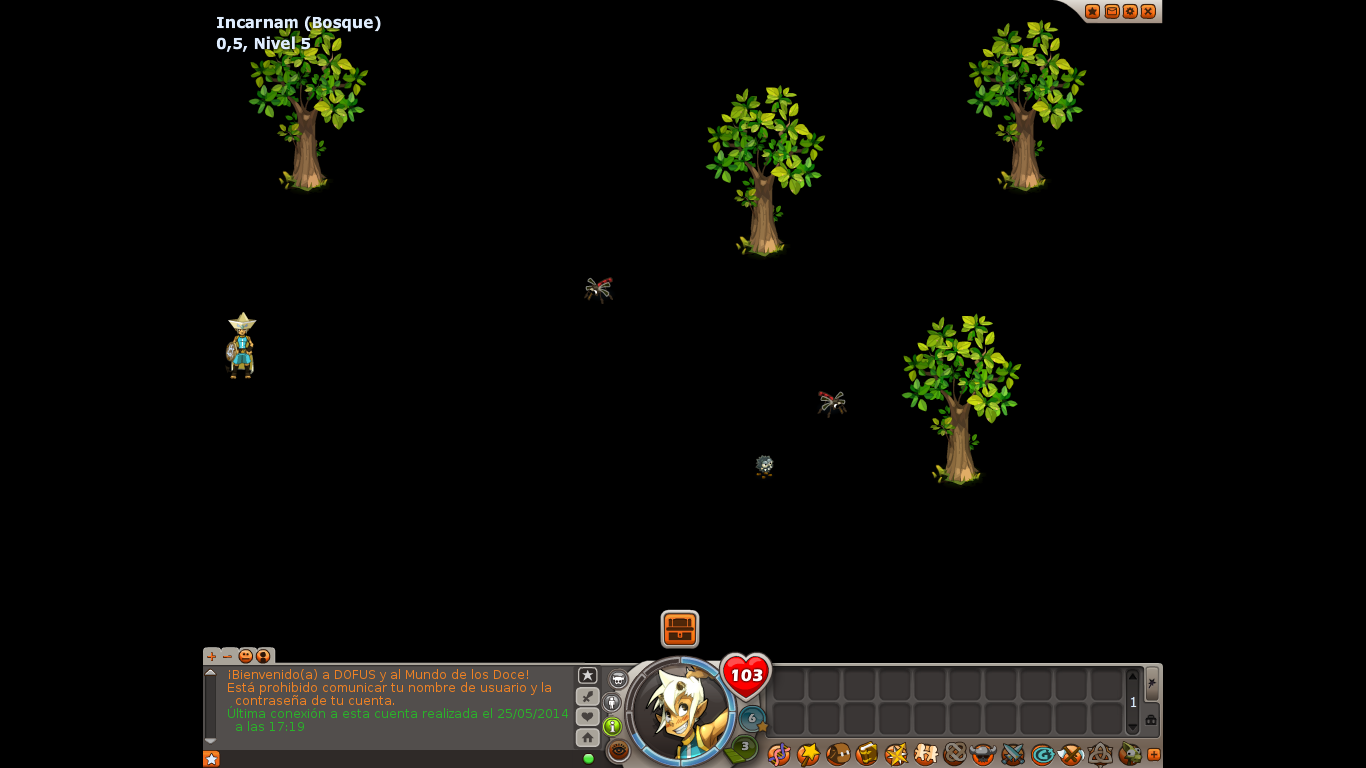 Incarnam (Bosque)
0,5, Nivel 5
¡Bienvenido(a) a DOFUS y al Mundo de los Doce!
Está prohibido comunicar tu nombre de usuario y la
contraseña de tu cuenta.
Última conexión a esta cuenta realizada el 25/05/2014
a las 17:19
103
6
3
1